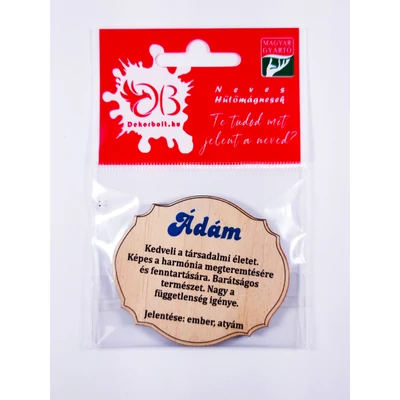 MAGYAR
GYÁRTÓ
DB
Dekorbolt.hu
Neves
Hűtőmágnesek
Te tudod mit
jelent a neved?
Ádám
Kedveli a társadalmi életet.
Képes a harmónia megteremtésére
és fenntartására. Barátságos
természet. Nagy a
függetlenség igénye.
Jelentése: ember, atyám